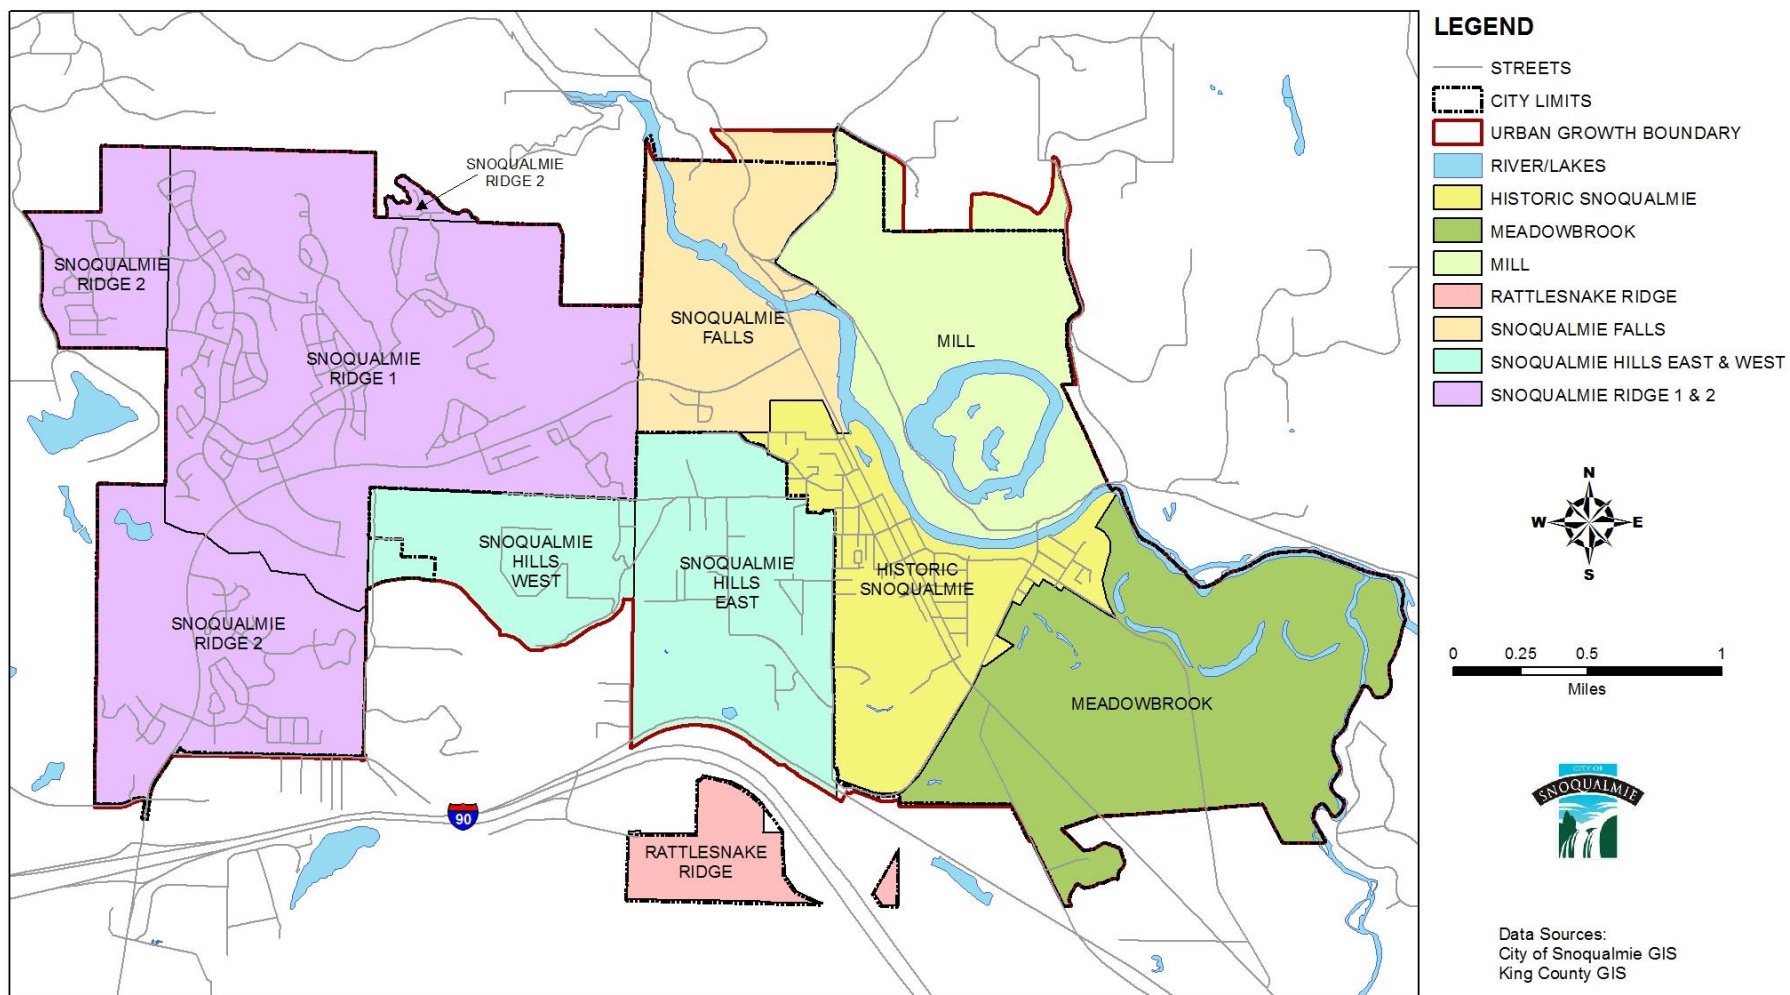 SNOQUALMIE
RIDGE 2
SNOQUALMIE
RIDGE 2
SNOQUALMIE
RIDGE 1
SNOQUALMIE
FALLS
MILL
SNOQUALMIE
HILLS
WEST
SNOQUALMIE
HILLS
EAST
HISTORIC
SNOQUALMIE
SNOQUALMIE
RIDGE 2
MEADOWBROOK
90
RATTLESNAKE
RIDGE
LEGEND
STREETS
CITY LIMITS
URBAN GROWTH BOUNDARY
RIVER/LAKES
HISTORIC SNOQUALMIE
MEADOWBROOK
MILL
RATTLESNAKE RIDGE
SNOQUALMIE FALLS
SNOQUALMIE HILLS EAST & WEST
SNOQUALMIE RIDGE 1 & 2
N
W E
S
0 0.25 0.5 1
Miles
CITY OF
SNOQUALMIE
Data Sources:
City of Snoqualmie GIS
King County GIS